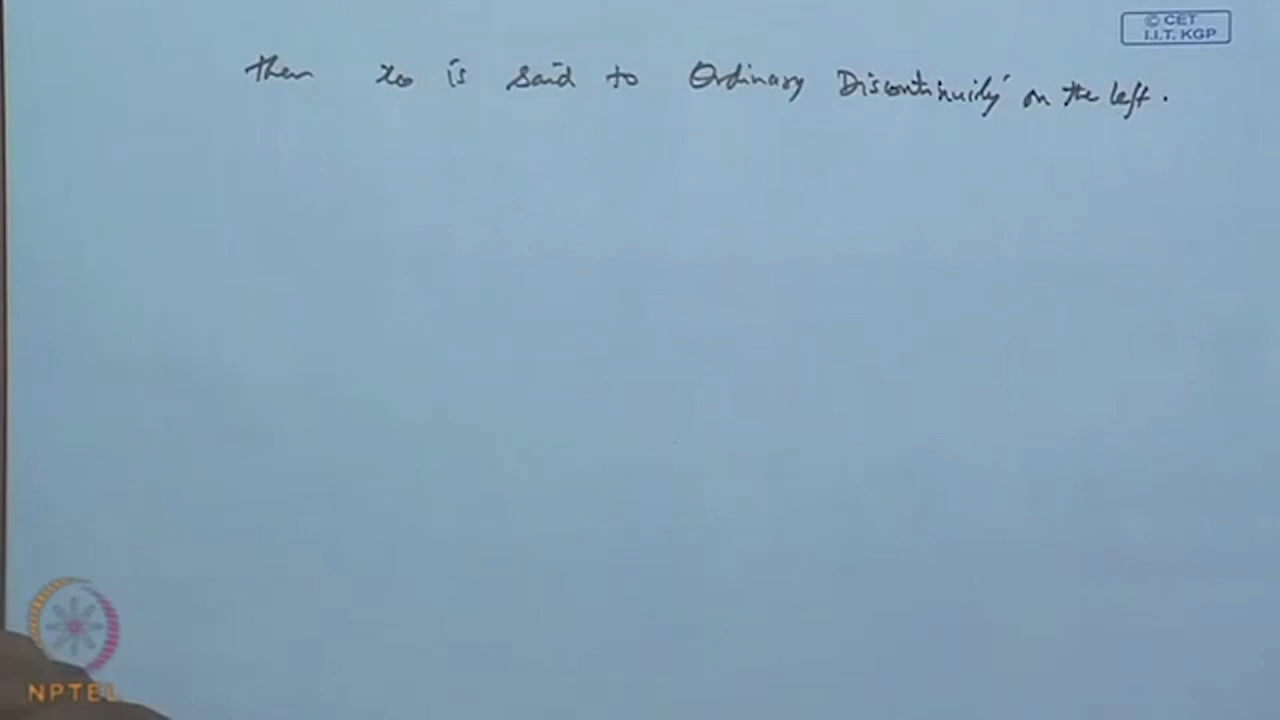 © CET
I.I.T. KGP
then x₀ is said to Ordinary Discontinuity on the left.
NPTEL